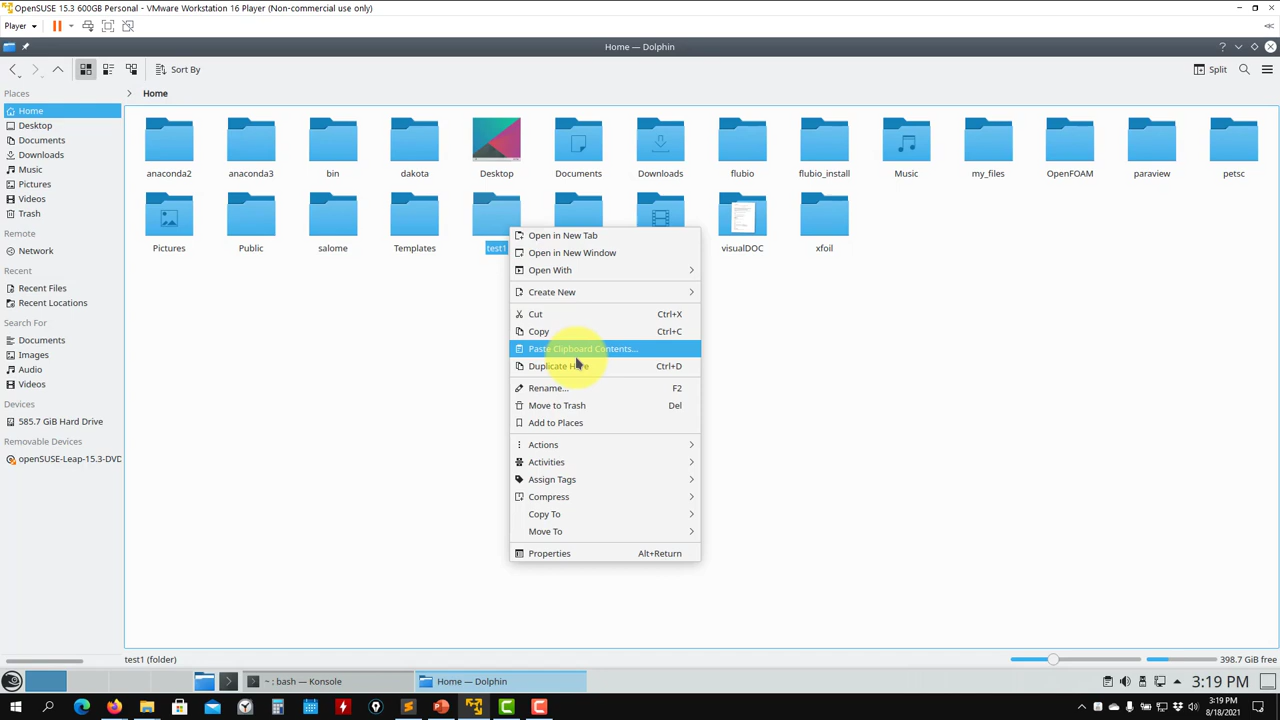 OpenSUSE 15.3 600GB Personal - VMware Workstation 16 Player (Non-commercial use only)
Player
Home — Dolphin
Sort By
Split
Places
Home
Home
Desktop
Documents
Downloads
Music
Pictures
Videos
Trash
Remote
Network
Recent
Recent Files
Recent Locations
Search For
Documents
Images
Audio
Videos
Devices
585.7 GiB Hard Drive
Removable Devices
openSUSE-Leap-15.3-DVD
anaconda2 anaconda3 bin dakota Desktop Documents Downloads flubio flubio_install Music my_files OpenFOAM paraview petsc
Pictures Public salome Templates test1 visualDOC xfoil
Open in New Tab
Open in New Window
Open With
Create New
Cut Ctrl+X
Copy Ctrl+C
Paste Clipboard Contents...
Duplicate Here Ctrl+D
Rename... F2
Move to Trash Del
Add to Places
Actions
Activities
Assign Tags
Compress
Copy To
Move To
Properties Alt+Return
test1 (folder)
398.7 GiB free
~ : bash — Konsole
Home — Dolphin
3:19 PM
3:19 PM
8/18/2021